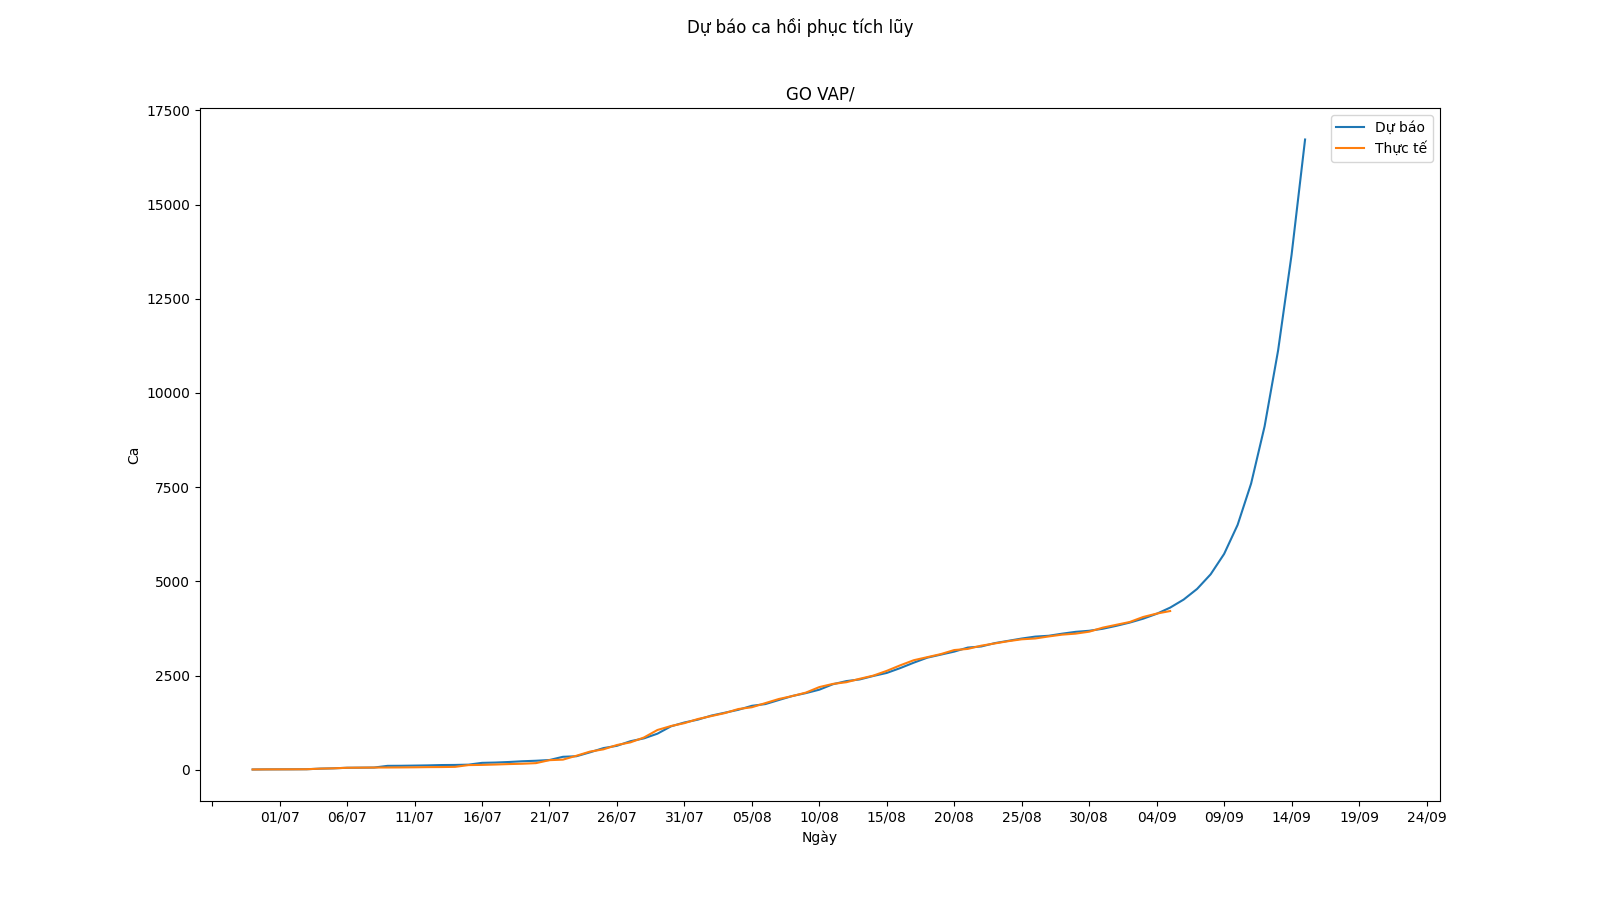 Dự báo ca hồi phục tích lũy
GO VAP/
17500
15000
12500
10000
7500
5000
2500
0
Ca
Dự báo
Thực tế
01/07 06/07 11/07 16/07 21/07 26/07 31/07 05/08 10/08 15/08 20/08 25/08 30/08 04/09 09/09 14/09 19/09 24/09
Ngày